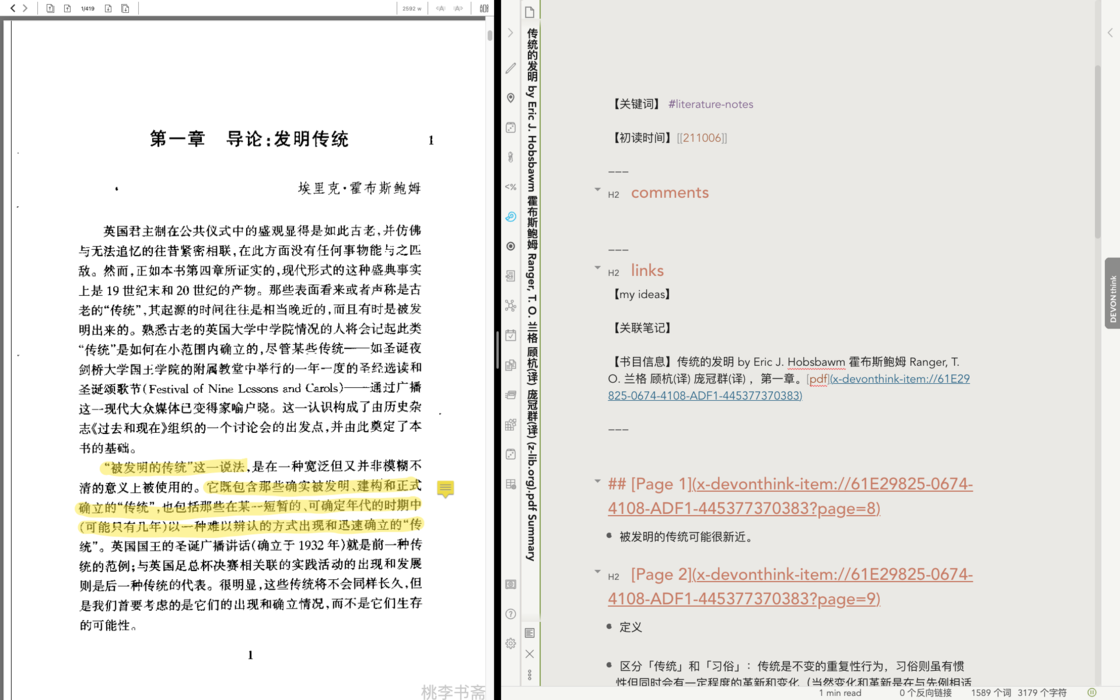 1/419
2592 w
第一章 导论：发明传统
1
埃里克·霍布斯鲍姆
英国君主制在公共仪式中的盛观显得是如此古老，并仿佛
与无法追忆的往昔紧密相联，在此方面没有任何事物能与之匹
敌。然而，正如本书第四章所证实的，现代形式的这种盛典事实
上是 19 世纪末和 20 世纪的产物。那些表面看来或者声称是古
老的“传统”，其起源的时间往往是相当晚近的，而且有时是被发
明出来的。熟悉古老的英国大学中学院情况的人将会记起此类
“传统”是如何在小范围内确立的，尽管某些传统——如圣诞夜
剑桥大学国王学院的附属教堂中举行的一年一度的圣经选读和
圣诞颂歌节（Festival of Nine Lessons and Carols）——通过广播
这一现代大众媒体已变得家喻户晓。这一认识构成了由历史杂
志《过去和现在》组织的一个讨论会的出发点，并由此奠定了本
书的基础。
“被发明的传统”这一说法，是在一种宽泛但又并非模糊不
清的意义上被使用的。它既包含那些确实被发明、建构和正式
确立的“传统”，也包括那些在某一短暂的、可确定年代的时期中
（可能只有几年）以一种难以辨认的方式出现和迅速确立的“传
统”。英国国王的圣诞广播讲话（确立于 1932 年）就是前一种传
统的范例；与英国足总杯决赛相关联的实践活动的出现和发展
则是后一种传统的代表。很明显，这些传统将不会同样长久，但
是我们首要考虑的是它们的出现和确立情况，而不是它们生存
的可能性。
1
桃李书斋
传统的发明 by Eric J. Hobsbawm 霍布斯鲍姆 Ranger, T. O. 兰格 顾杭(译) 庞冠群(译) (z-lib.org).pdf Summary
【关键词】 #literature-notes
【初读时间】[[211006]]
---
H2 comments
---
H2 links
【my ideas】
【关联笔记】
【书目信息】传统的发明 by Eric J. Hobsbawm 霍布斯鲍姆 Ranger, T.
O. 兰格 顾杭(译) 庞冠群(译) ，第一章。[pdf](x-devonthink-item://61E29
825-0674-4108-ADF1-445377370383)
---
## [Page 1](x-devonthink-item://61E29825-0674-
4108-ADF1-445377370383?page=8)
被发明的传统可能很新近。
H2 [Page 2](x-devonthink-item://61E29825-0674-
4108-ADF1-445377370383?page=9)
定义
区分「传统」和「习俗」：传统是不变的重复性行为，习俗则虽有惯
性但同时会有一定程度的革新和变化（当然变化和革新是在与先例相适
1 min read
0 个反向链接
1589 个词 3179 个字符
DEVONthink